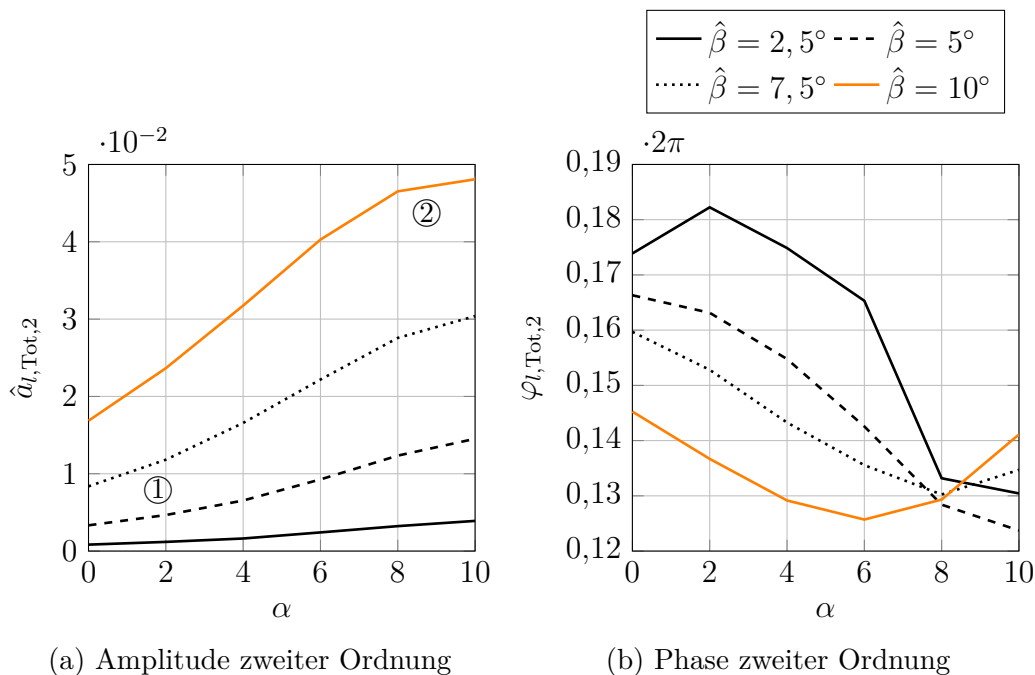 β̂ = 2, 5° β̂ = 5°
β̂ = 7, 5° β̂ = 10°
·10⁻²
5
4
3
2
1
0
â_{l,Tot,2}
①
②
0 2 4 6 8 10
α
(a) Amplitude zweiter Ordnung
·2π
0,19
0,18
0,17
0,16
0,15
0,14
0,13
0,12
φ_{l,Tot,2}
0 2 4 6 8 10
α
(b) Phase zweiter Ordnung